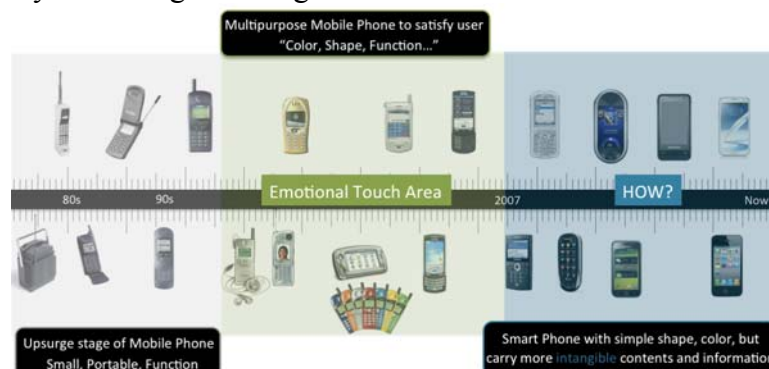 Multipurpose Mobile Phone to satisfy user
“Color, Shape, Function...”
80s
90s
Emotional Touch Area
2007
HOW?
Now
Upsurge stage of Mobile Phone
Small, Portable, Function
Smart Phone with simple shape, color, but
carry more intangible contents and information